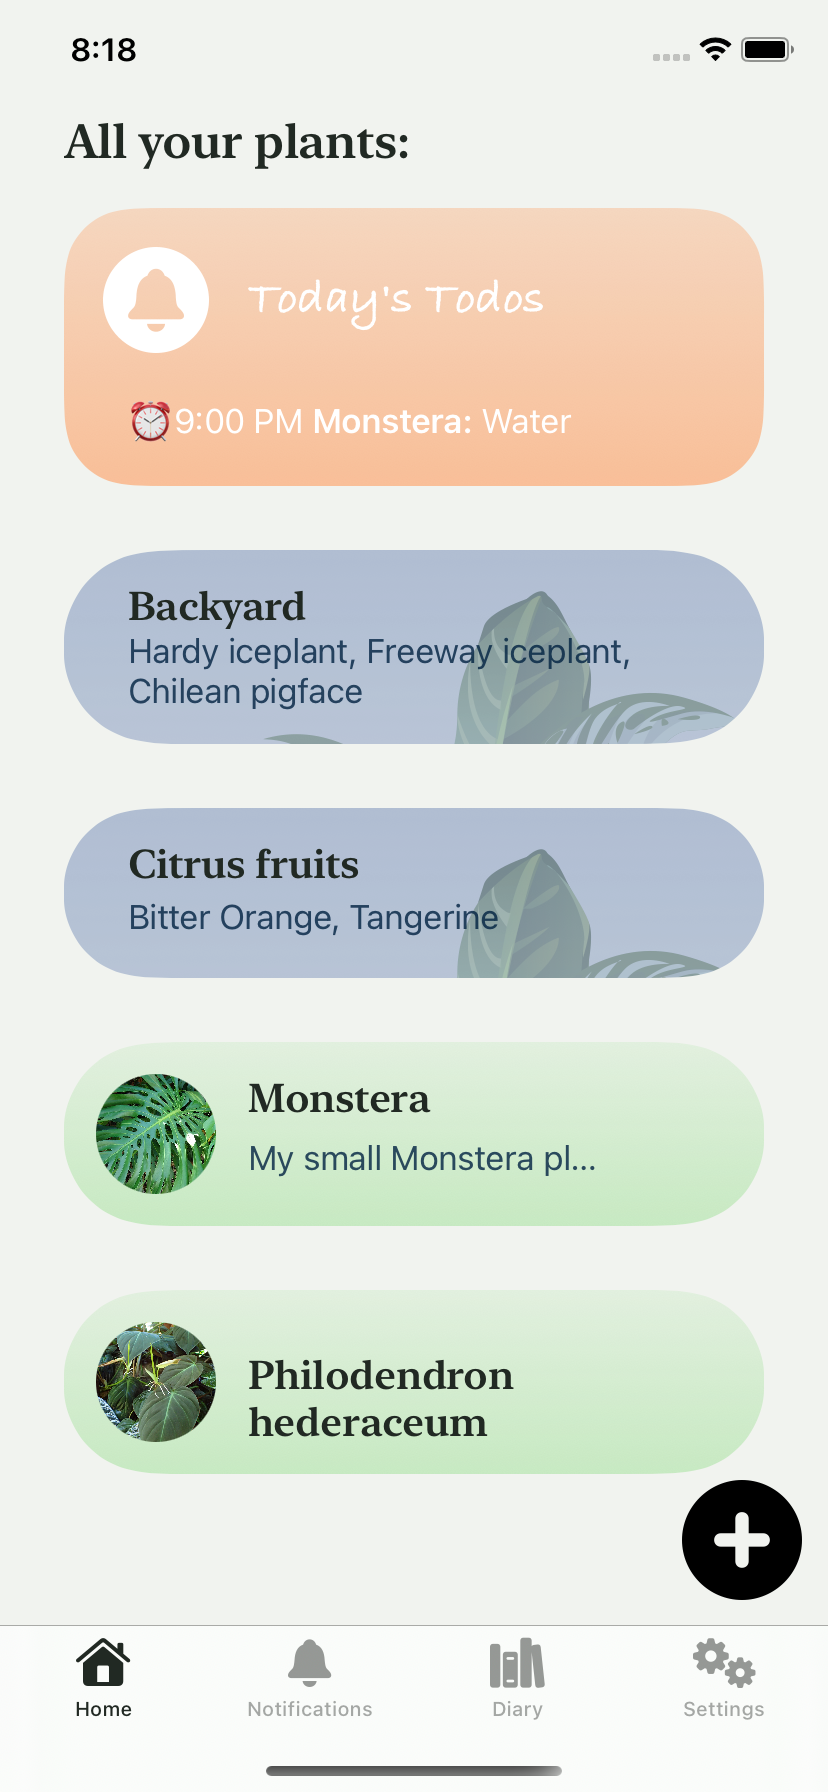 8:18
All your plants:
Today's Todos
⏰9:00 PM Monstera: Water
Backyard
Hardy iceplant, Freeway iceplant,
Chilean pigface
Citrus fruits
Bitter Orange, Tangerine
Monstera
My small Monstera pl...
Philodendron
hederaceum
Home Notifications Diary Settings